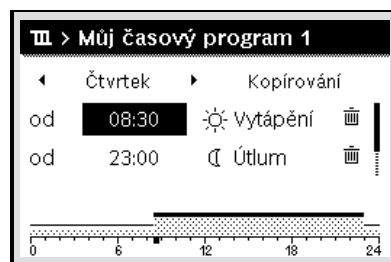 > Můj časový program 1
Čtvrtek Kopírování
od 08:30 Vytápění
od 23:00 Útlum
0 6 12 18 24